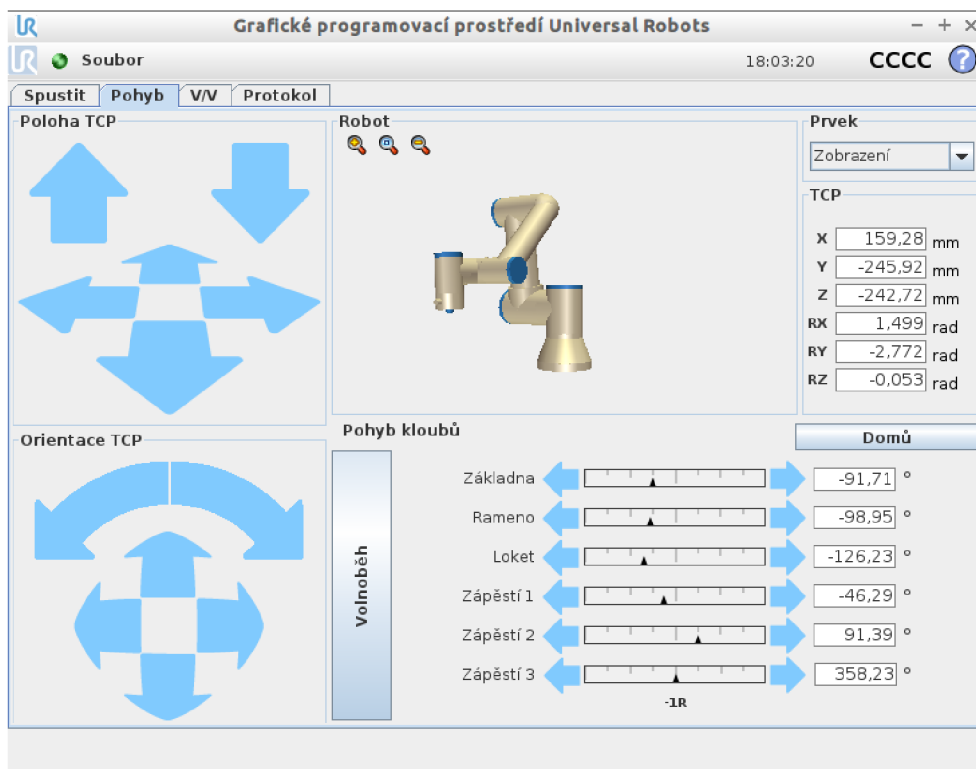 UR Grafické programovací prostředí Universal Robots
UR Soubor 18:03:20 CCCC ?
Spustit Pohyb V/V Protokol
Poloha TCP
Robot
Prvek
Zobrazení
TCP
X 159,28 mm
Y -245,92 mm
Z -242,72 mm
RX 1,499 rad
RY -2,772 rad
RZ -0,053 rad
Orientace TCP
Pohyb kloubů
Domů
Volnoběh
Základna -91,71 °
Rameno -98,95 °
Loket -126,23 °
Zápěstí 1 -46,29 °
Zápěstí 2 91,39 °
Zápěstí 3 358,23 °
-1R